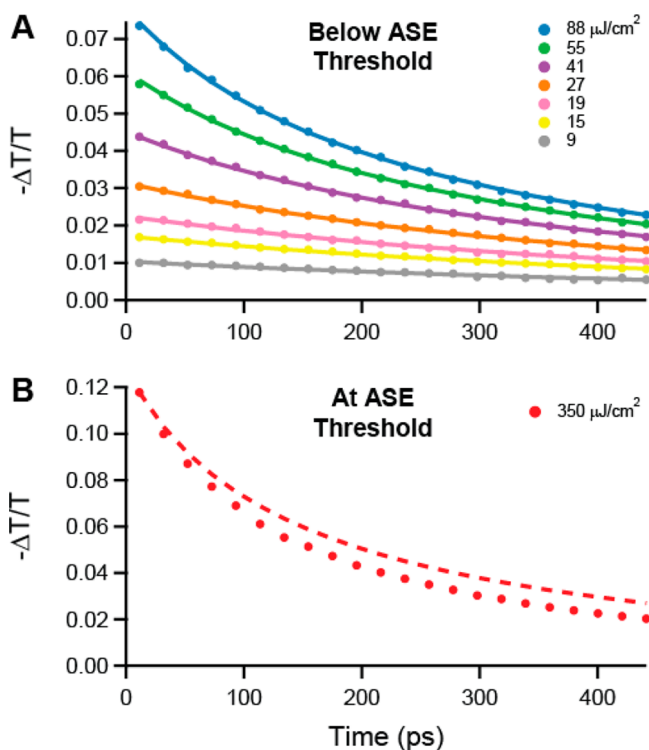 A
Below ASE
Threshold
88 μJ/cm²
55
41
27
19
15
9
-ΔT/T
0.07
0.06
0.05
0.04
0.03
0.02
0.01
0.00
0 100 200 300 400
B
At ASE
Threshold
350 μJ/cm²
-ΔT/T
0.12
0.10
0.08
0.06
0.04
0.02
0.00
0 100 200 300 400
Time (ps)